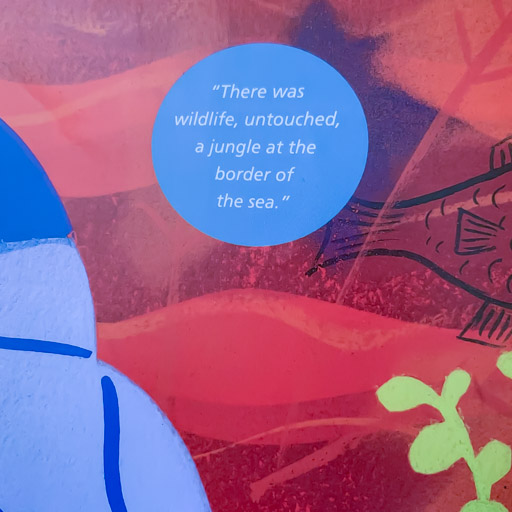 “There was
wildlife, untouched,
a jungle at the
border of
the sea.”